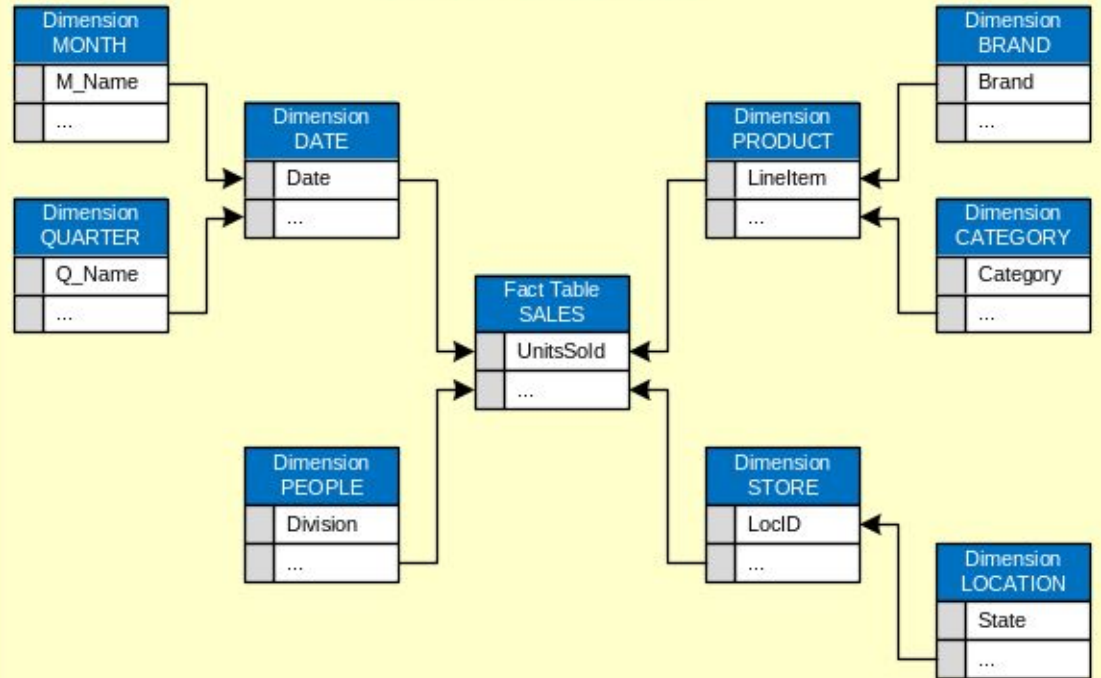 Dimension
MONTH
M_Name
...
Dimension
QUARTER
Q_Name
...
Dimension
DATE
Date
...
Dimension
PEOPLE
Division
...
Fact Table
SALES
UnitsSold
...
Dimension
PRODUCT
LineItem
...
Dimension
STORE
LocID
...
Dimension
BRAND
Brand
...
Dimension
CATEGORY
Category
...
Dimension
LOCATION
State
...